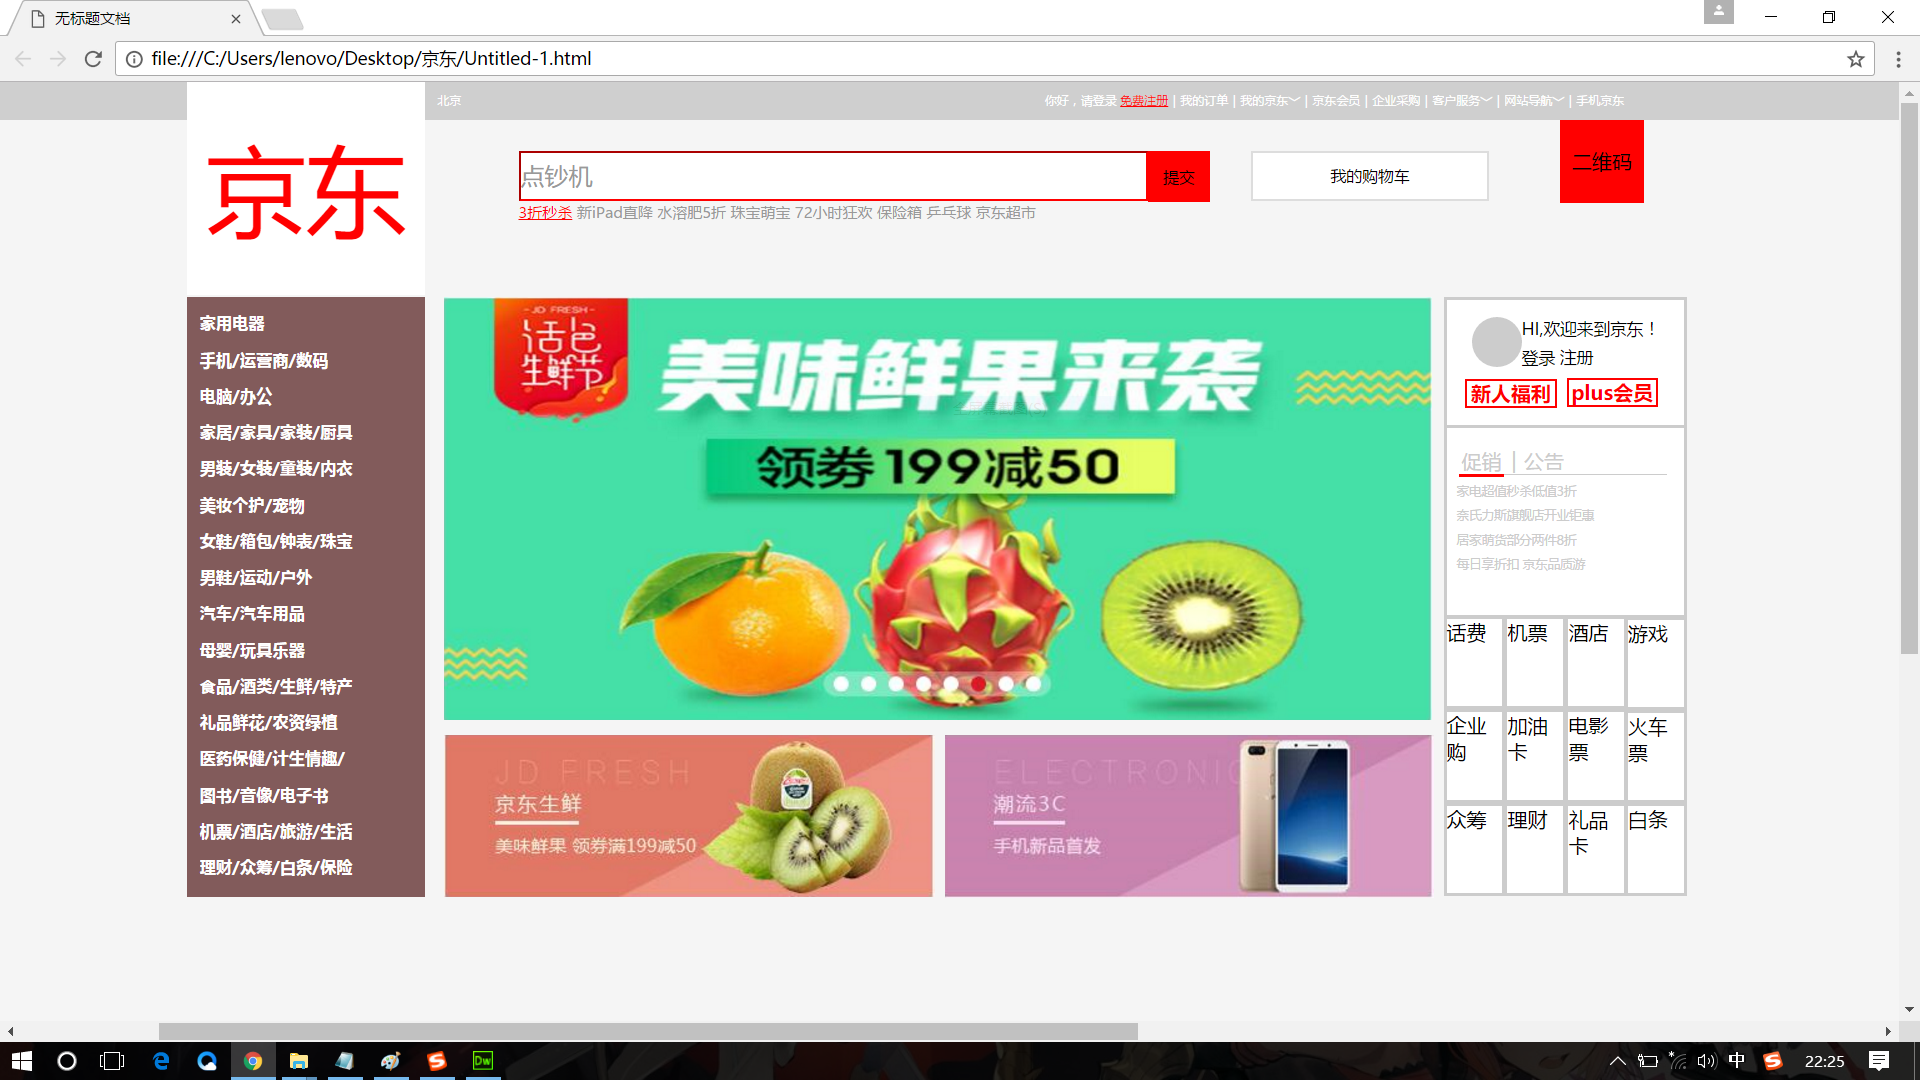 无标题文档
file:///C:/Users/lenovo/Desktop/京东/Untitled-1.html
北京
你好，请登录 免费注册 | 我的订单 | 我的京东﹀ | 京东会员 | 企业采购 | 客户服务﹀ | 网站导航﹀ | 手机京东
京东
点钞机
提交
我的购物车
二维码
3折秒杀 新iPad直降 水溶肥5折 珠宝萌宝 72小时狂欢 保险箱 乒乓球 京东超市
家用电器
手机/运营商/数码
电脑/办公
家居/家具/家装/厨具
男装/女装/童装/内衣
美妆个护/宠物
女鞋/箱包/钟表/珠宝
男鞋/运动/户外
汽车/汽车用品
母婴/玩具乐器
食品/酒类/生鲜/特产
礼品鲜花/农资绿植
医药保健/计生情趣/
图书/音像/电子书
机票/酒店/旅游/生活
理财/众筹/白条/保险
-JD FRESH-
话色
生鲜节
美味鲜果来袭
领券199减50
JD FRESH
京东生鲜
美味鲜果 领券满199减50
ELECTRONIC
潮流3C
手机新品首发
HI,欢迎来到京东！
登录 注册
新人福利 plus会员
促销 | 公告
家电超值秒杀低值3折
奈氏力斯旗舰店开业钜惠
居家萌货部分两件8折
每日享折扣 京东品质游
话费 机票 酒店 游戏
企业购 加油卡 电影票 火车票
众筹 理财 礼品卡 白条
Dw
中
22:25